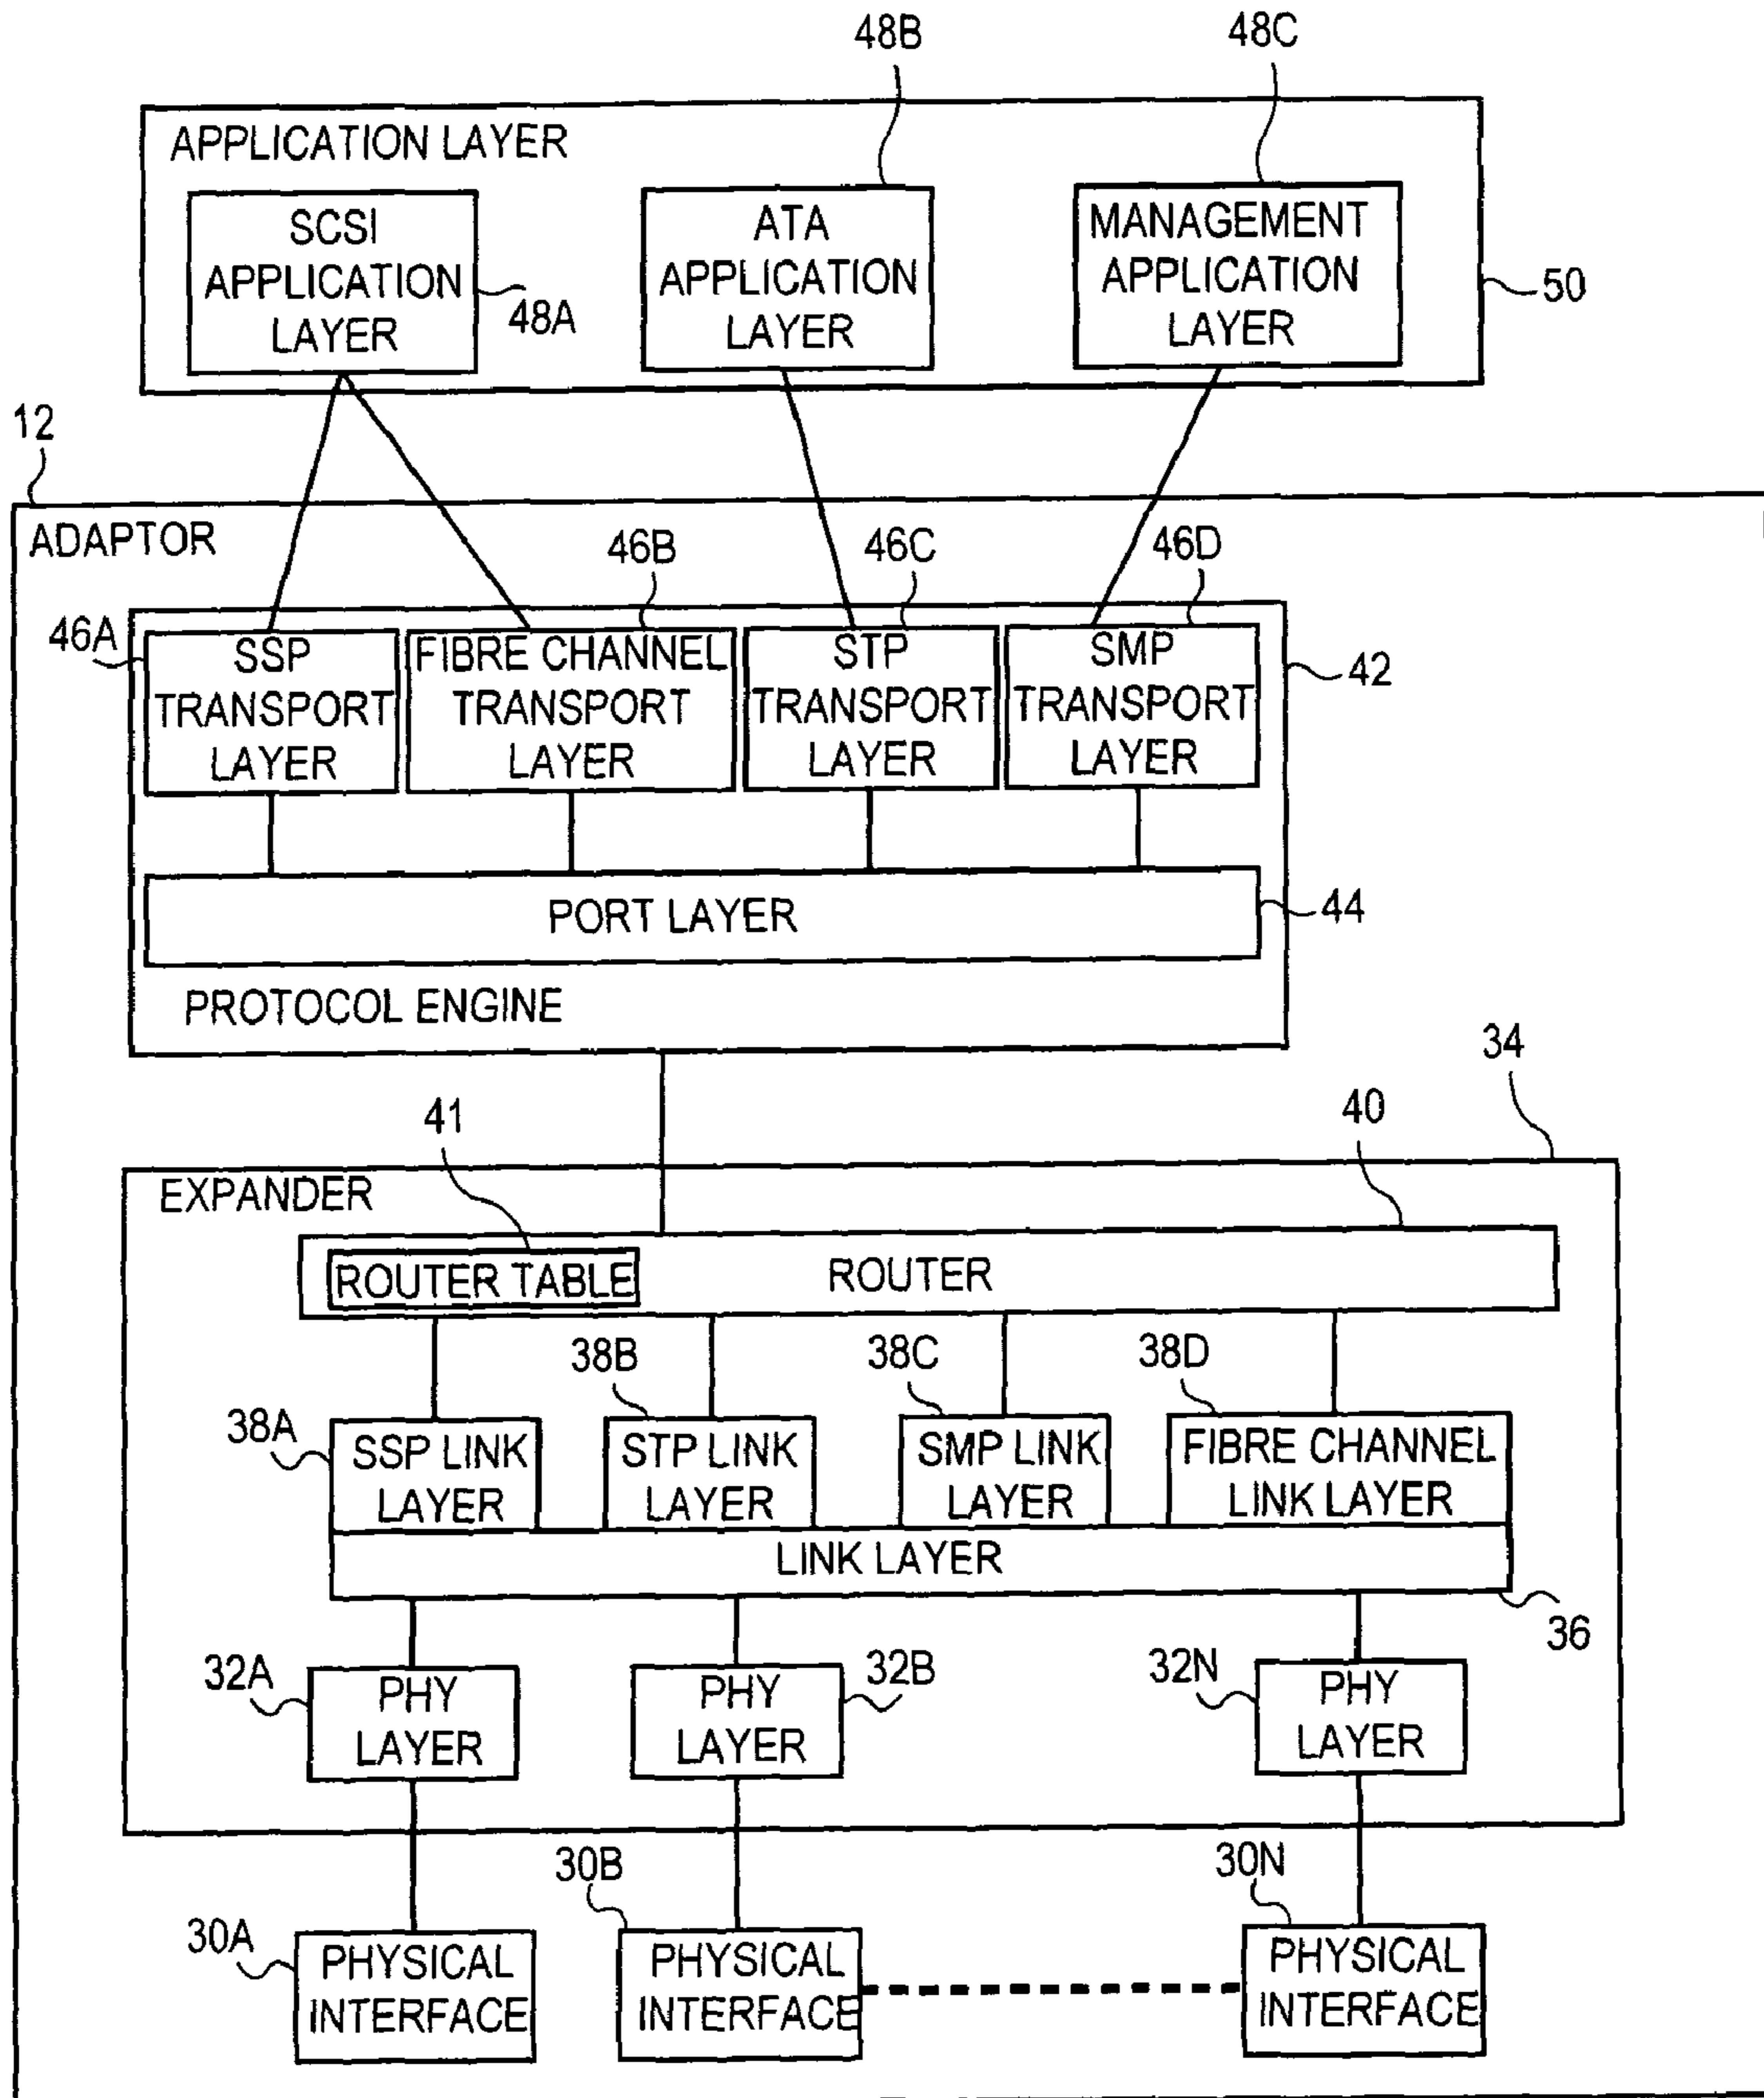 48B
48C
APPLICATION LAYER
SCSI
APPLICATION
LAYER
48A
ATA
APPLICATION
LAYER
MANAGEMENT
APPLICATION
LAYER
50
12
ADAPTOR
46A
46B
46C
46D
SSP
TRANSPORT
LAYER
FIBRE CHANNEL
TRANSPORT
LAYER
STP
TRANSPORT
LAYER
SMP
TRANSPORT
LAYER
42
PORT LAYER
44
PROTOCOL ENGINE
34
41
40
EXPANDER
ROUTER TABLE
ROUTER
38A
38B
38C
38D
SSP LINK
LAYER
STP LINK
LAYER
SMP LINK
LAYER
FIBRE CHANNEL
LINK LAYER
LINK LAYER
36
32A
PHY
LAYER
PHY
LAYER
32B
32N
PHY
LAYER
30A
30B
30N
PHYSICAL
INTERFACE
PHYSICAL
INTERFACE
PHYSICAL
INTERFACE